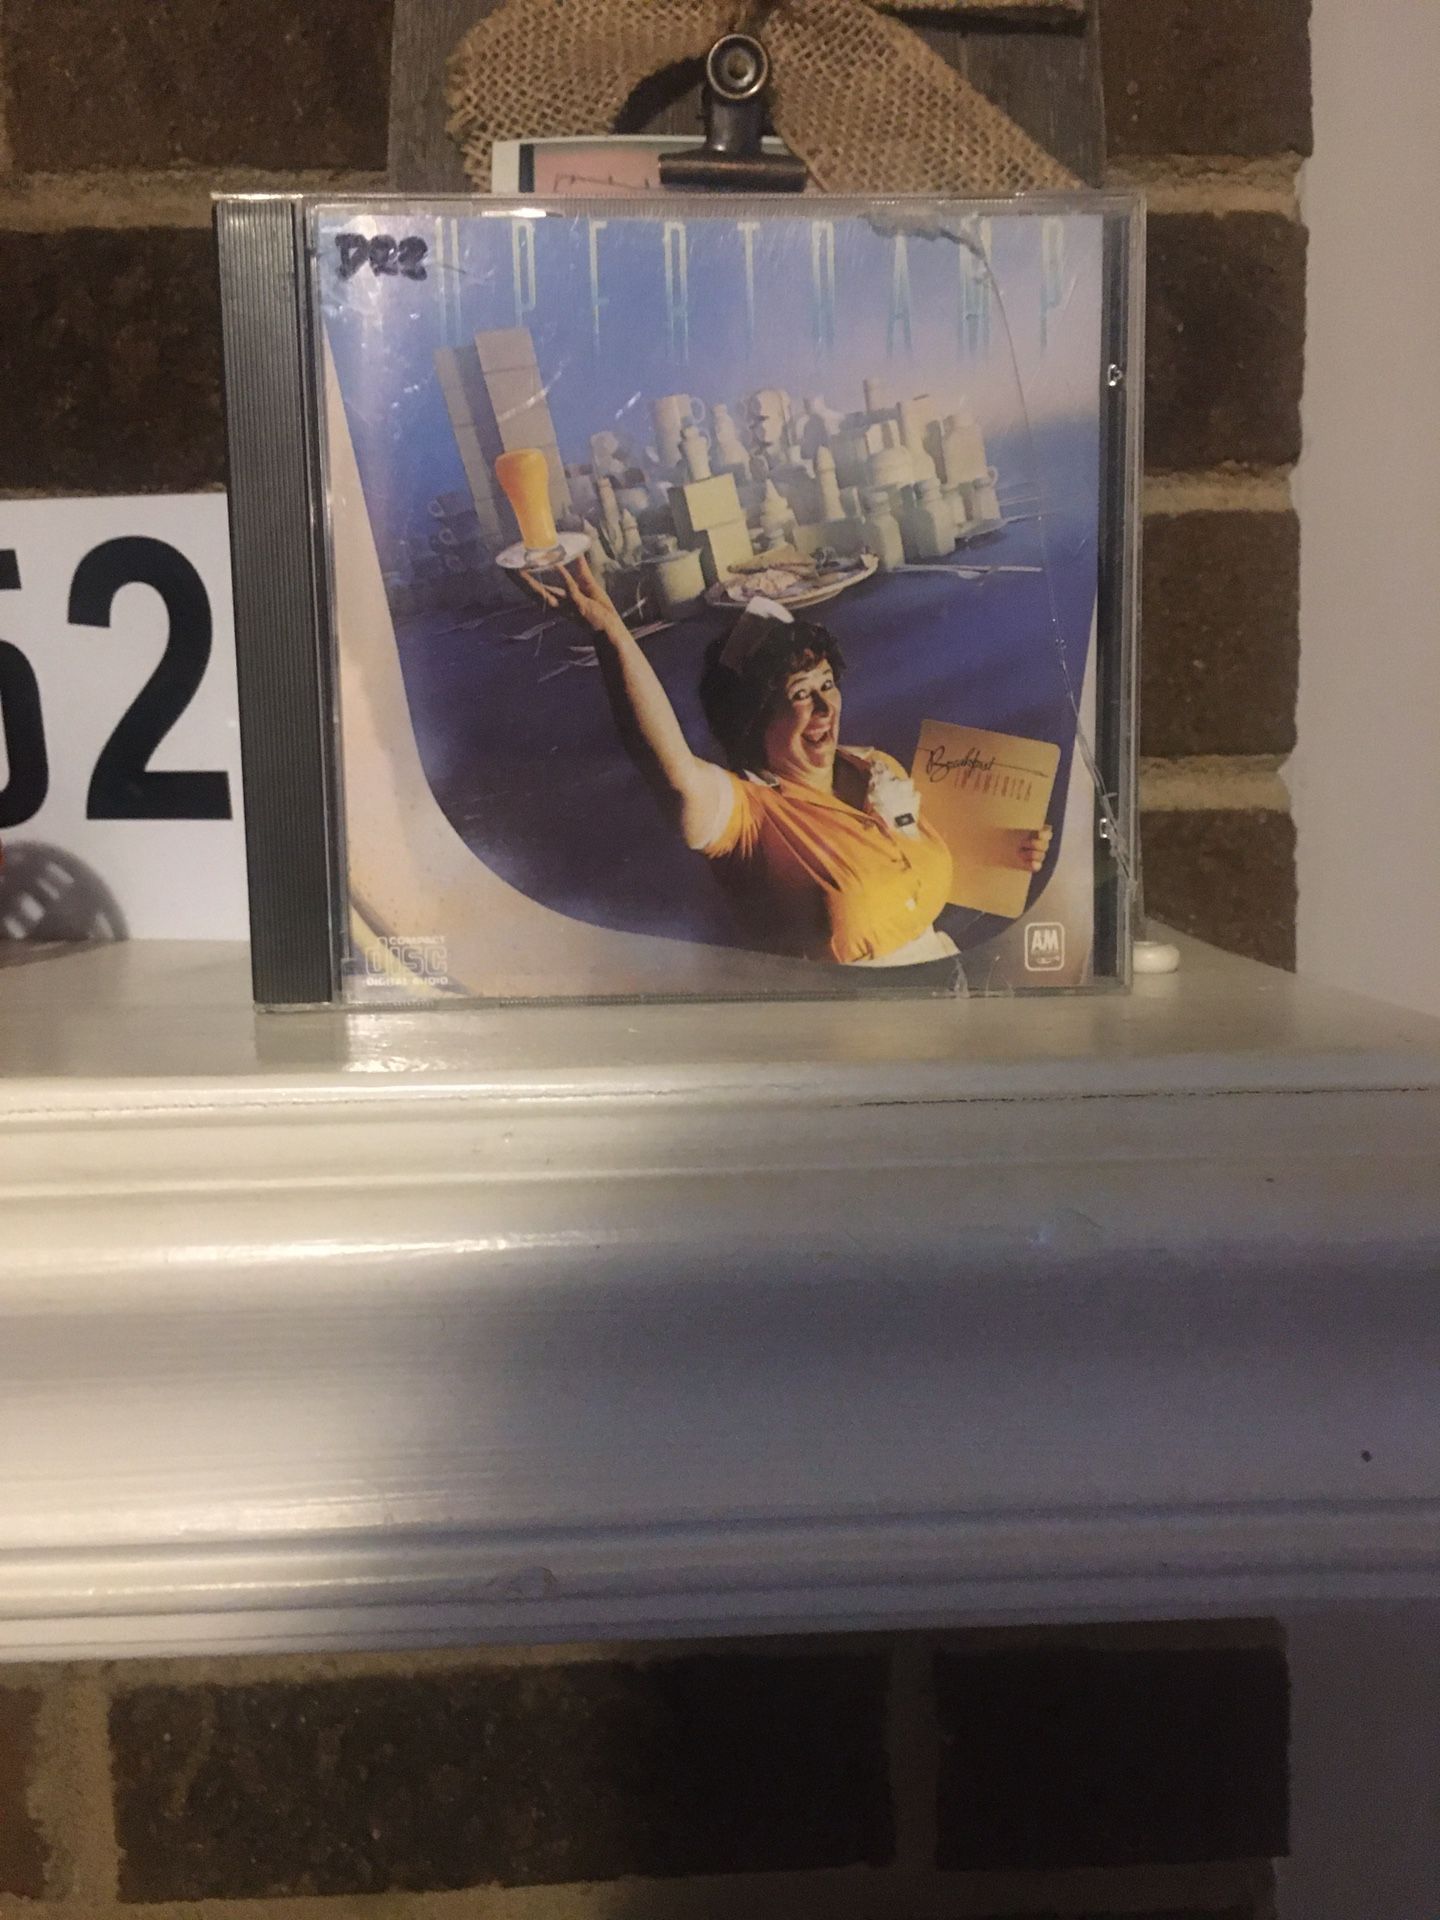 52
D22
UPERTRAMP
Breakfast
IN AMERICA
COMPACT
DISC
DIGITAL AUDIO
A&M